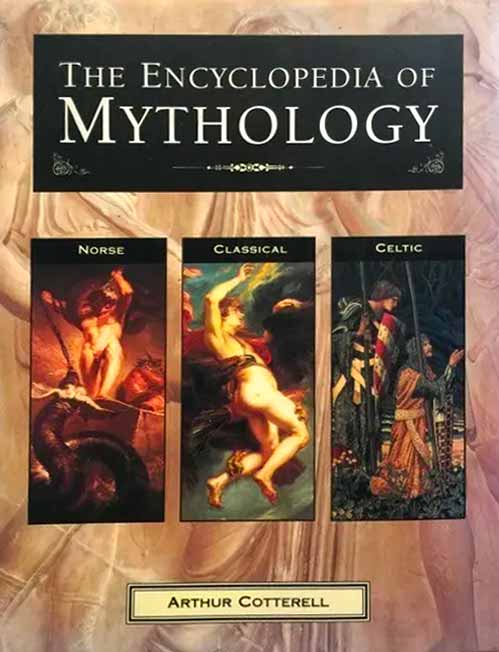 THE ENCYCLOPEDIA OF
MYTHOLOGY
NORSE
CLASSICAL
CELTIC
ARTHUR COTTERELL